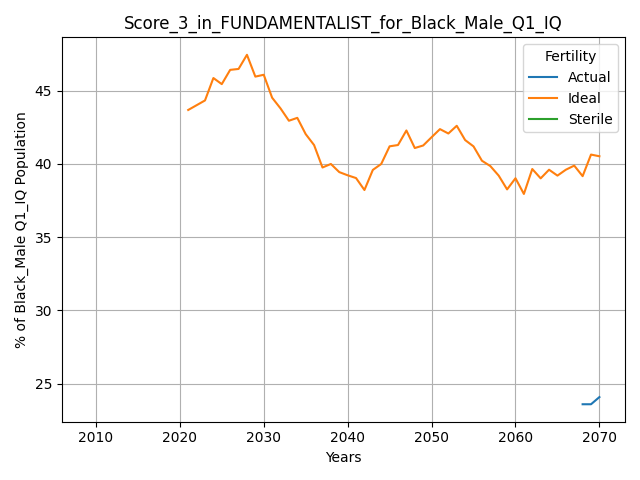 Score_3_in_FUNDAMENTALIST_for_Black_Male_Q1_IQ
Fertility
Actual
Ideal
Sterile
% of Black_Male Q1_IQ Population
45
40
35
30
25
2010 2020 2030 2040 2050 2060 2070
Years